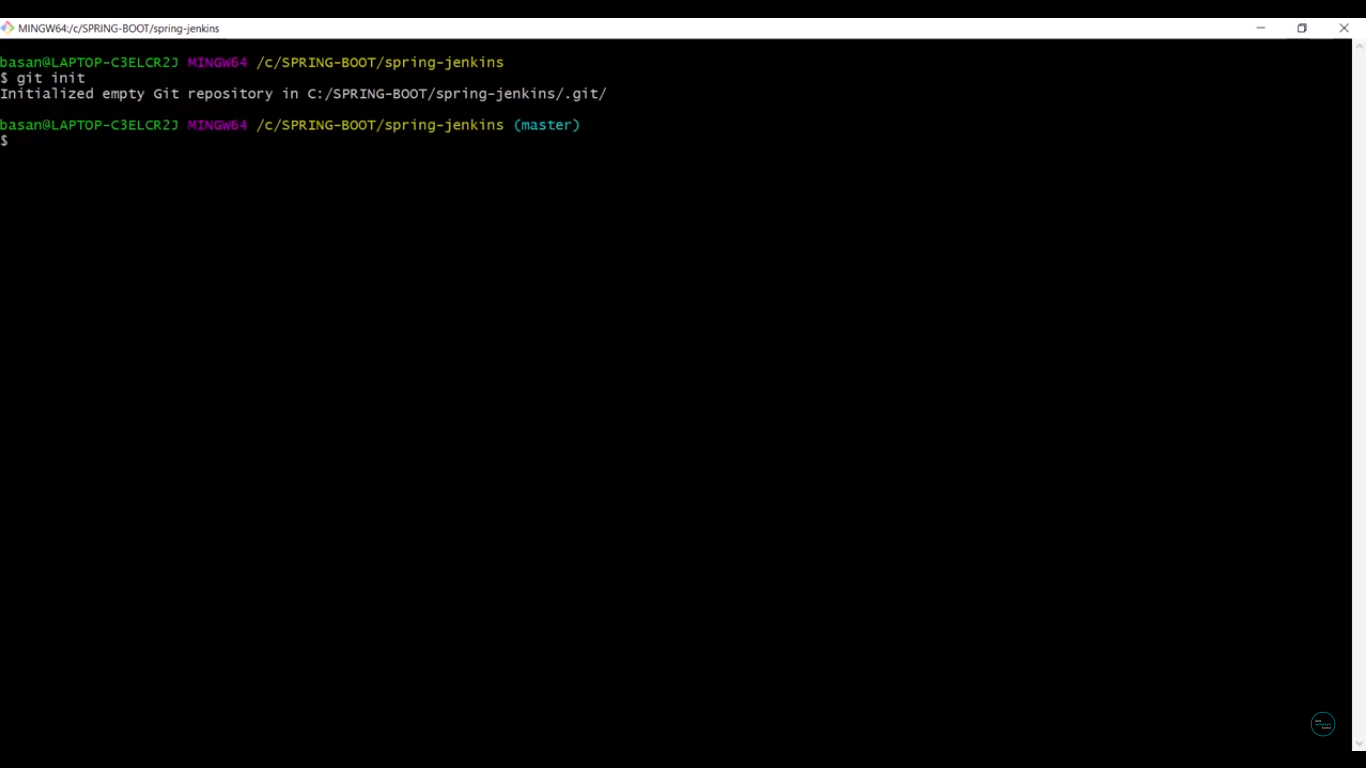 MINGW64:/c/SPRING-BOOT/spring-jenkins
basan@LAPTOP-C3ELCR2J MINGW64 /c/SPRING-BOOT/spring-jenkins
$ git init
Initialized empty Git repository in C:/SPRING-BOOT/spring-jenkins/.git/
basan@LAPTOP-C3ELCR2J MINGW64 /c/SPRING-BOOT/spring-jenkins (master)
$